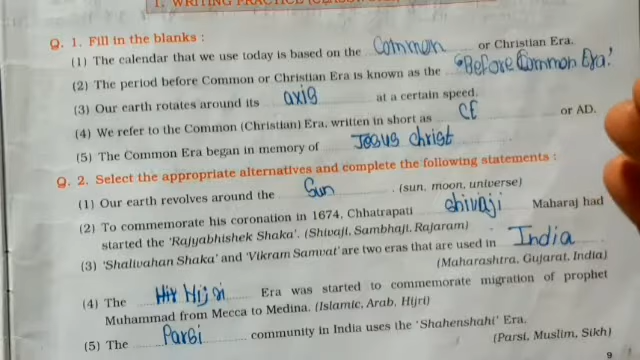 1. WRITING PRACTICE
Q. 1. Fill in the blanks :
(1) The calendar that we use today is based on the Common or Christian Era.
(2) The period before Common or Christian Era is known as the 'Before Common Era!
(3) Our earth rotates around its axis at a certain speed.
(4) We refer to the Common (Christian) Era, written in short as CE or AD.
(5) The Common Era began in memory of Jesus christ
Q. 2. Select the appropriate alternatives and complete the following statements :
(1) Our earth revolves around the Sun . (sun, moon, universe)
(2) To commemorate his coronation in 1674, Chhatrapati shivaji Maharaj had
started the 'Rajyabhishek Shaka'. (Shivaji, Sambhaji, Rajaram)
(3) 'Shalivahan Shaka' and 'Vikram Samvat' are two eras that are used in India .
(Maharashtra, Gujarat, India)
(4) The Hijri Era was started to commemorate migration of prophet
Muhammad from Mecca to Medina. (Islamic, Arab, Hijri)
(5) The Parsi community in India uses the 'Shahenshahi' Era.
(Parsi, Muslim, Sikh)
9